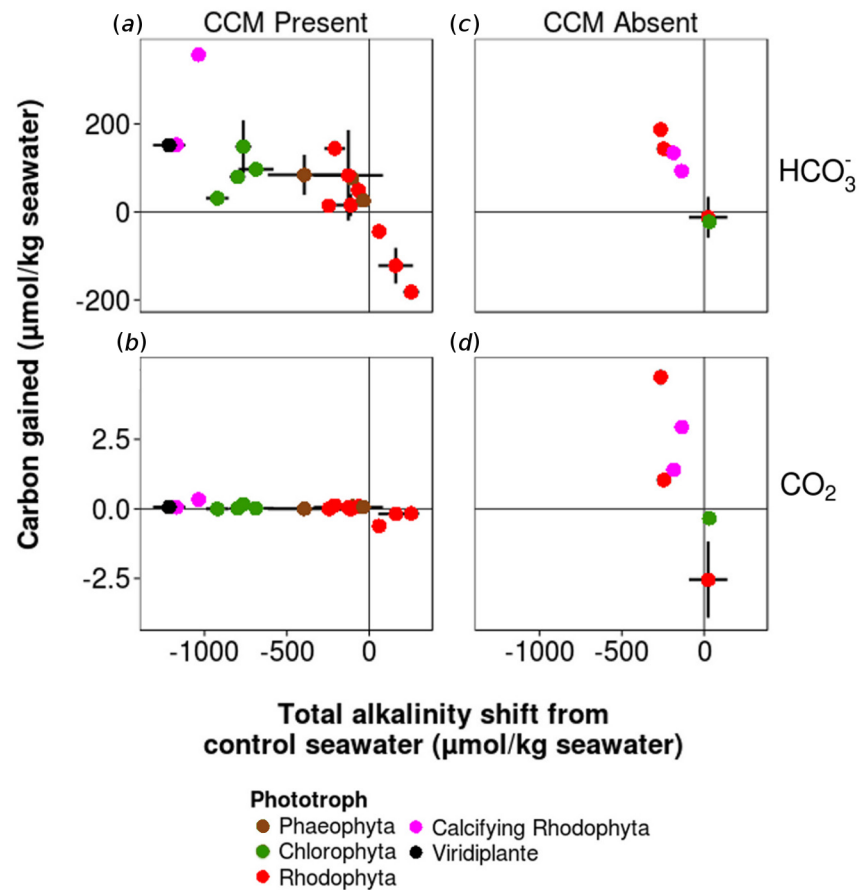 (a) CCM Present
(c) CCM Absent
Carbon gained (µmol/kg seawater)
200
0
-200
HCO₃⁻
(b)
(d)
2.5
0.0
-2.5
CO₂
-1000 -500 0
-1000 -500 0
Total alkalinity shift from
control seawater (µmol/kg seawater)
Phototroph
Phaeophyta
Calcifying Rhodophyta
Chlorophyta
Viridiplante
Rhodophyta